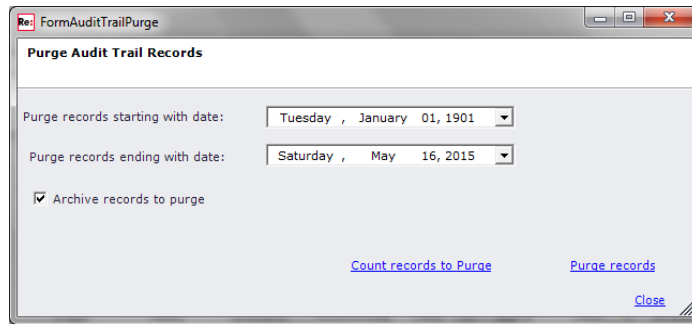 Re: FormAuditTrailPurge
Purge Audit Trail Records
Purge records starting with date: Tuesday , January 01, 1901
Purge records ending with date: Saturday , May 16, 2015
Archive records to purge
Count records to Purge Purge records
Close